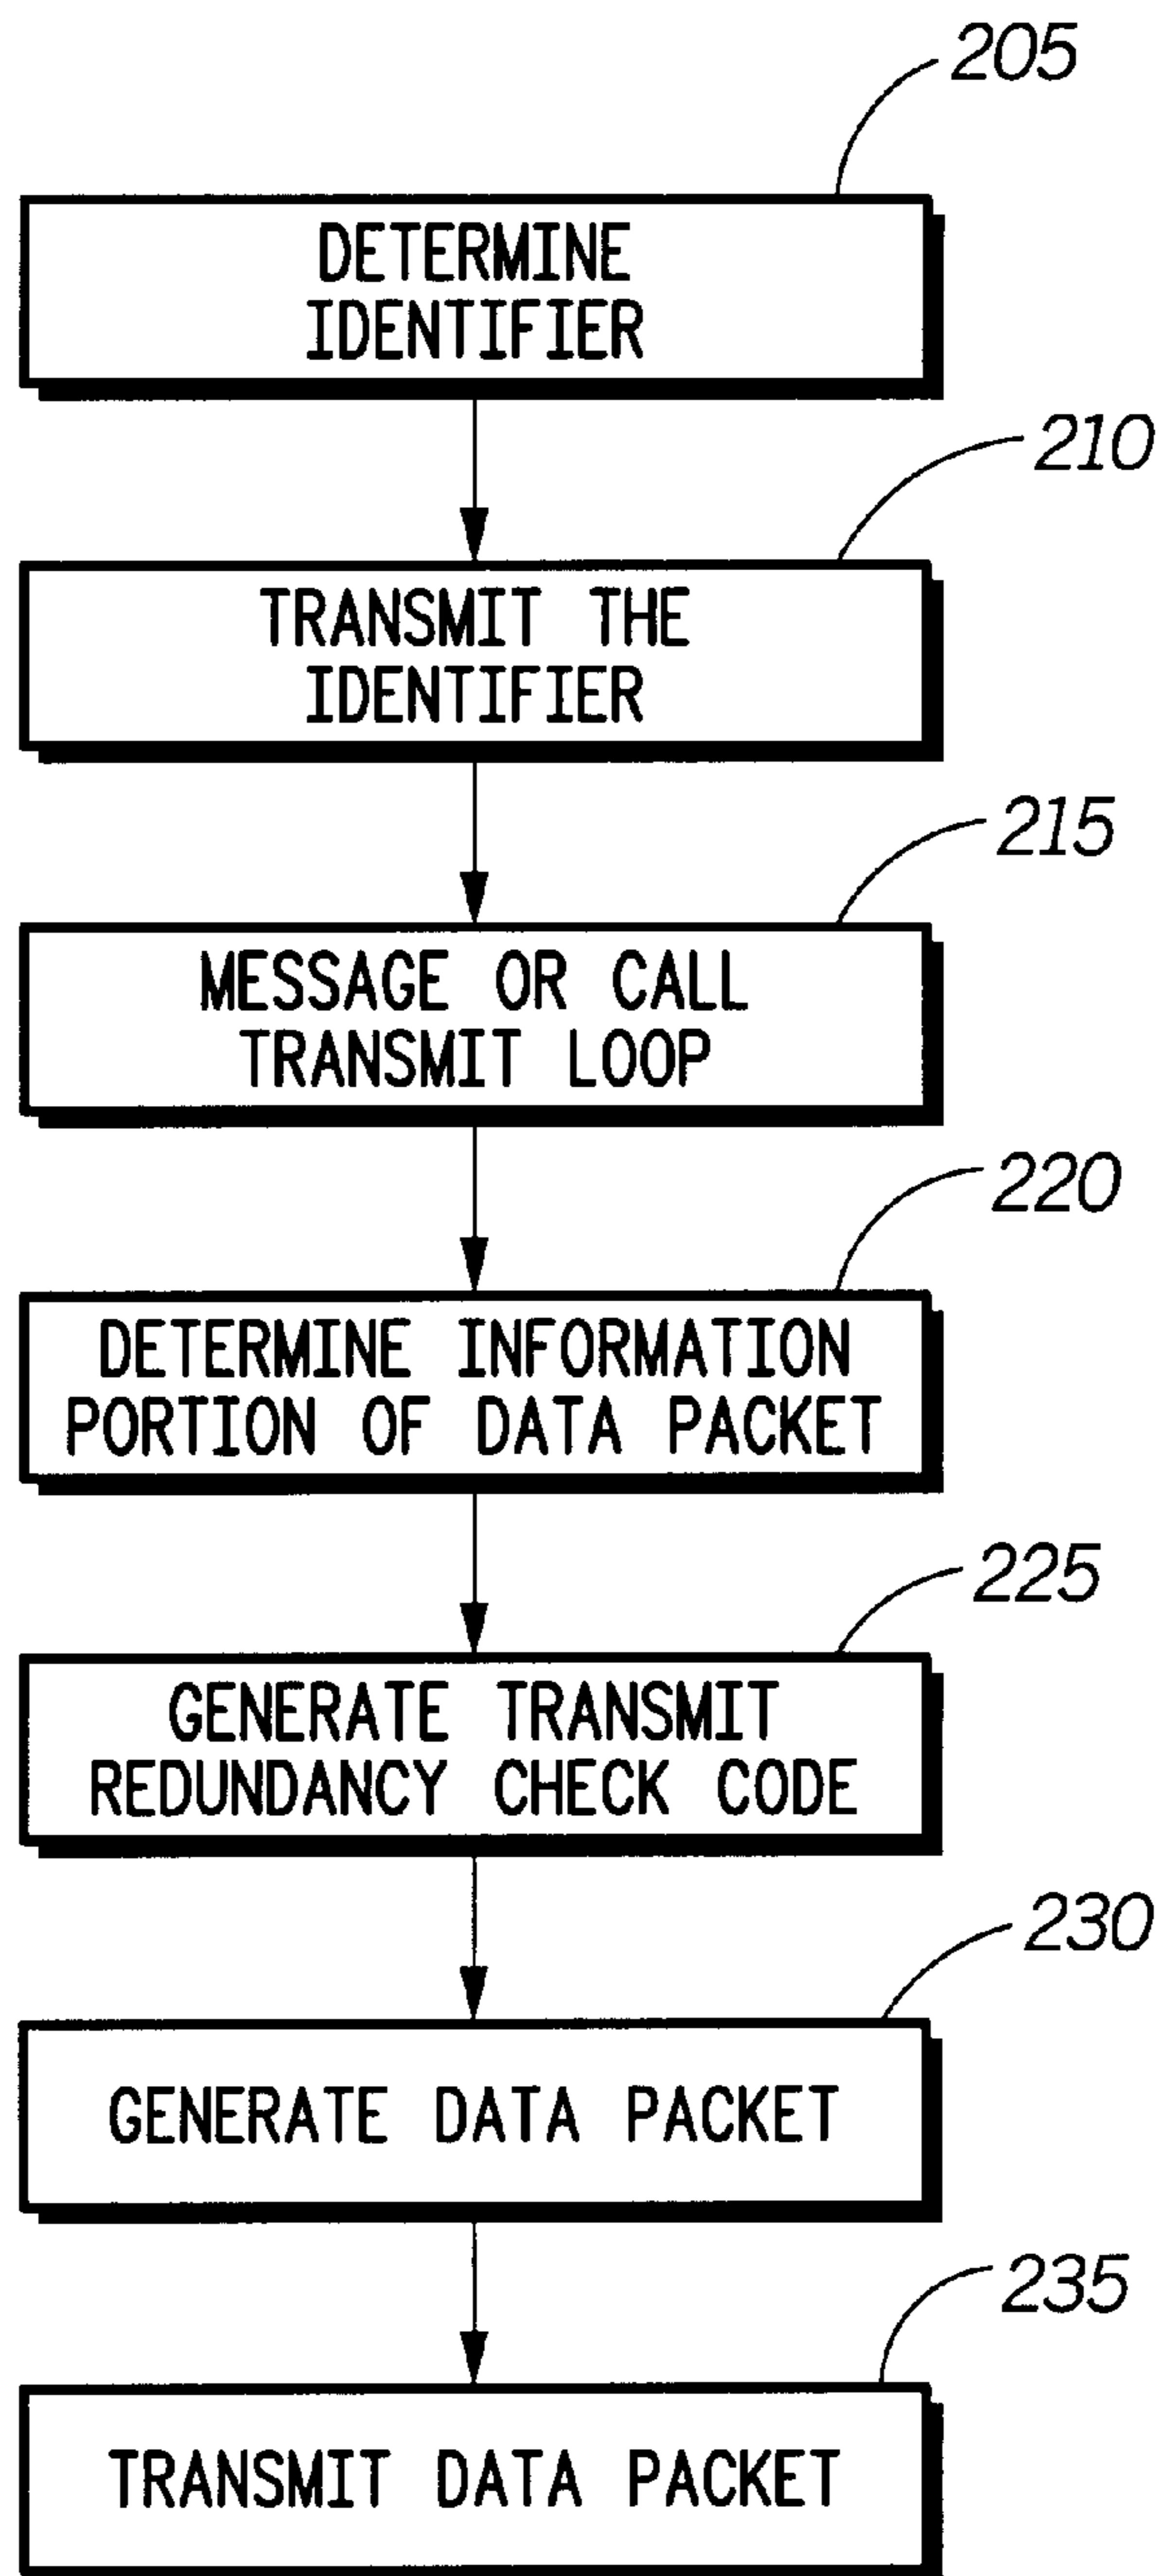 205
DETERMINE
IDENTIFIER
210
TRANSMIT THE
IDENTIFIER
215
MESSAGE OR CALL
TRANSMIT LOOP
220
DETERMINE INFORMATION
PORTION OF DATA PACKET
225
GENERATE TRANSMIT
REDUNDANCY CHECK CODE
230
GENERATE DATA PACKET
235
TRANSMIT DATA PACKET